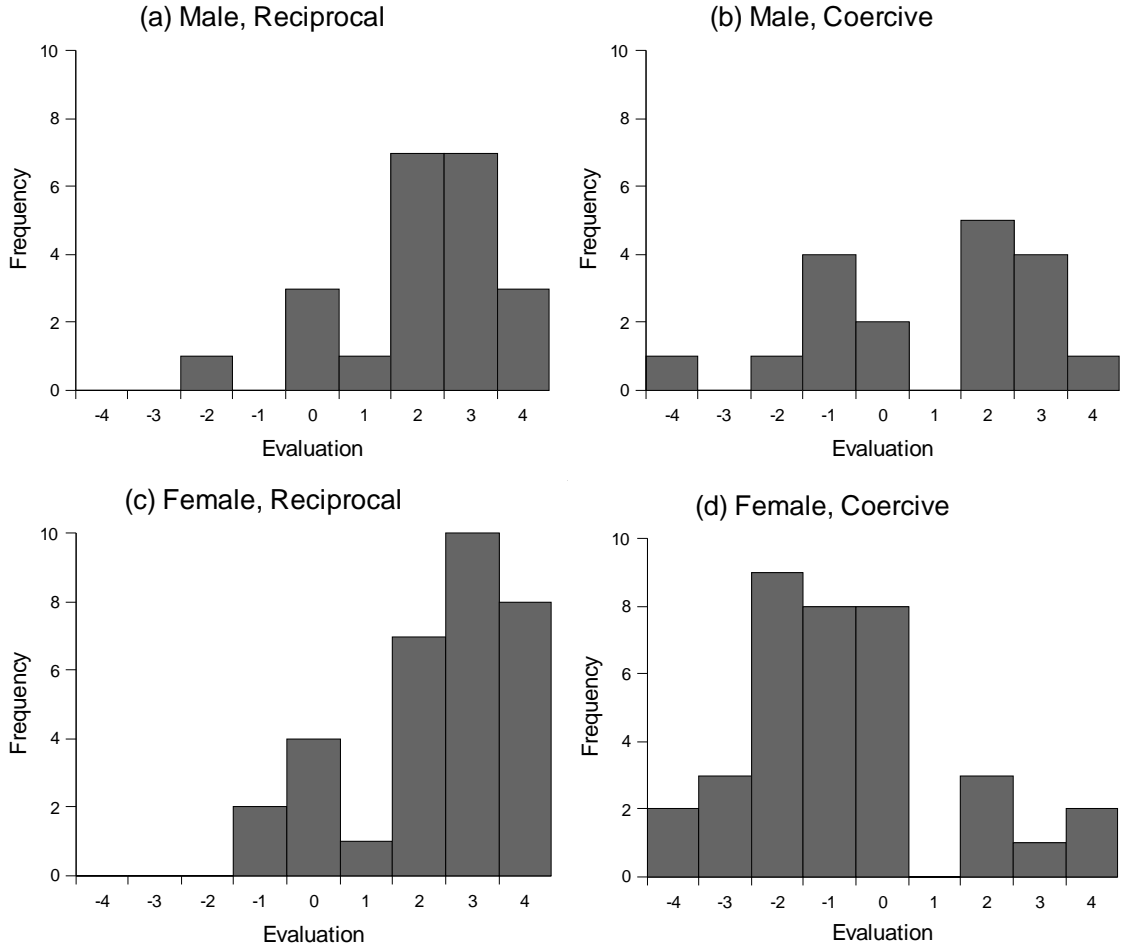 (a) Male, Reciprocal
10
8
6
4
2
0
Frequency
-4 -3 -2 -1 0 1 2 3 4
Evaluation
(b) Male, Coercive
10
8
6
4
2
0
Frequency
-4 -3 -2 -1 0 1 2 3 4
Evaluation
(c) Female, Reciprocal
10
8
6
4
2
0
Frequency
-4 -3 -2 -1 0 1 2 3 4
Evaluation
(d) Female, Coercive
10
8
6
4
2
0
Frequency
-4 -3 -2 -1 0 1 2 3 4
Evaluation